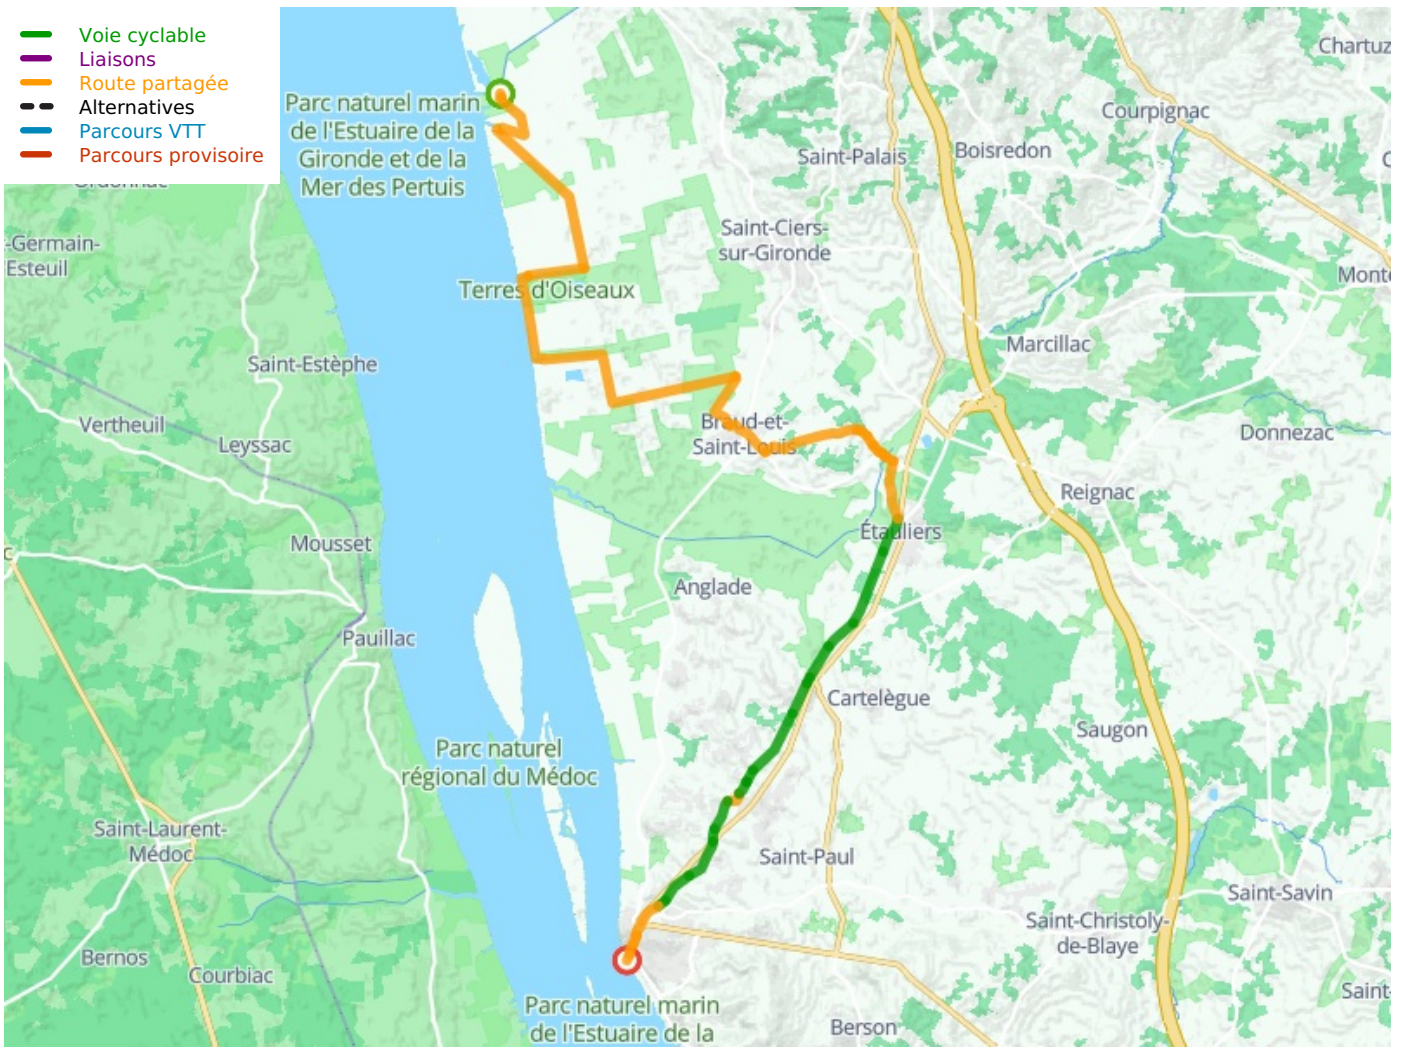 Voie cyclable
Liaisons
Route partagée
Alternatives
Parcours VTT
Parcours provisoire
Chartuz
Courpignac
Parc naturel marin
de l'Estuaire de la
Gironde et de la
Mer des Pertuis
Saint-Palais
Boisredon
C
-Germain-
Esteuil
Saint-Ciers-
sur-Gironde
Monte
Terres d'Oiseaux
Marcillac
Saint-Estèphe
Vertheuil
Leyssac
Braud-et-
Saint-Louis
Donnezac
Reignac
Étauliers
Mousset
c
Anglade
Pauillac
Cartelègue
Saugon
Parc naturel
régional du Médoc
Saint-Laurent-
Médoc
Saint-Paul
Saint-Savin
Saint-Christoly-
de-Blaye
Bernos
Courbiac
Saint-
Parc naturel marin
de l'Estuaire de la
Berson